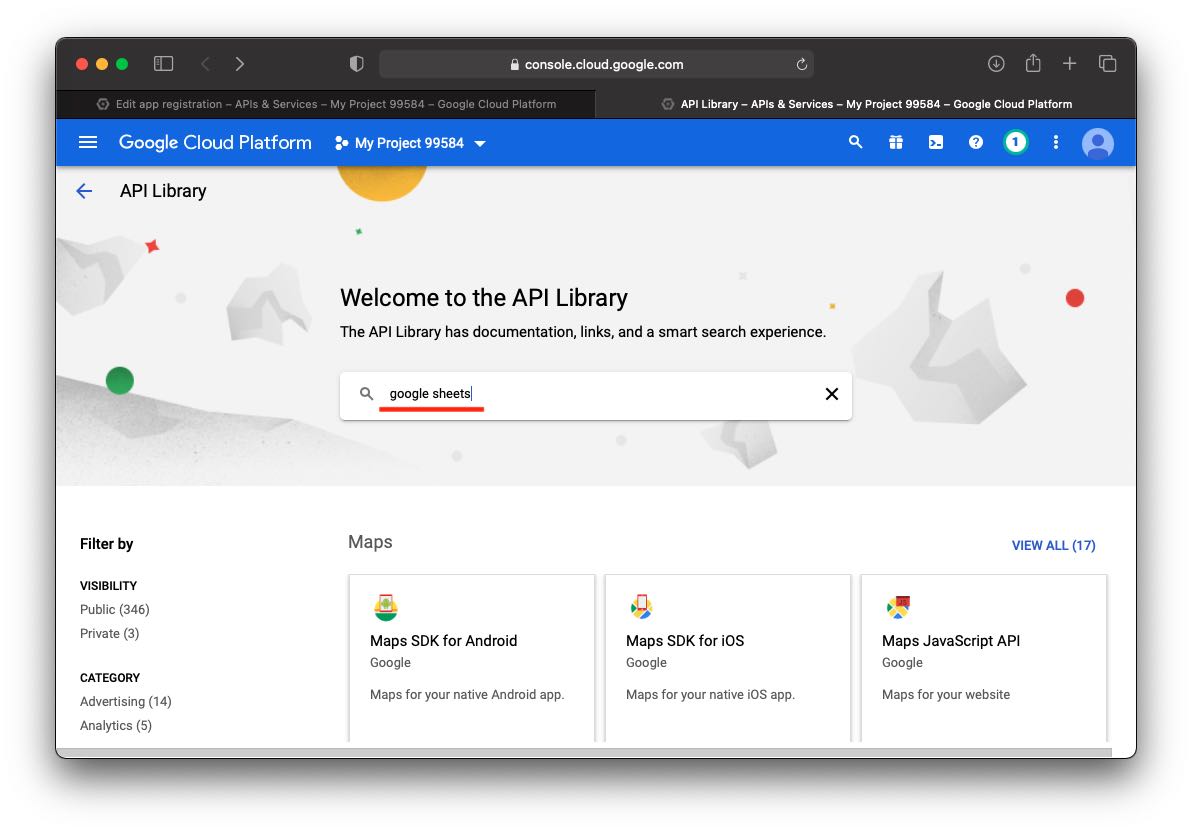 console.cloud.google.com
Edit app registration – APIs & Services – My Project 99584 – Google Cloud Platform
API Library – APIs & Services – My Project 99584 – Google Cloud Platform
Google Cloud Platform
My Project 99584
1
API Library
Welcome to the API Library
The API Library has documentation, links, and a smart search experience.
google sheets
Filter by
VISIBILITY
Public (346)
Private (3)
CATEGORY
Advertising (14)
Analytics (5)
Maps
VIEW ALL (17)
Maps SDK for Android
Google
Maps for your native Android app.
Maps SDK for iOS
Google
Maps for your native iOS app.
JS
Maps JavaScript API
Google
Maps for your website